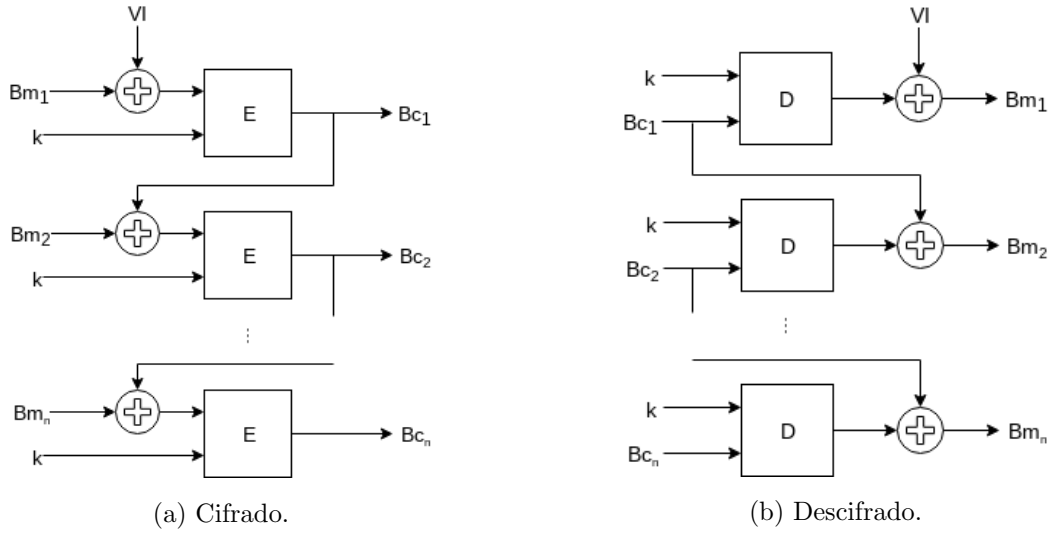 VI
Bm1
k
E
Bc1
Bm2
k
E
Bc2
Bmn
k
E
Bcn
(a) Cifrado.
VI
k
Bc1
D
Bm1
k
Bc2
D
Bm2
k
Bcn
D
Bmn
(b) Descifrado.